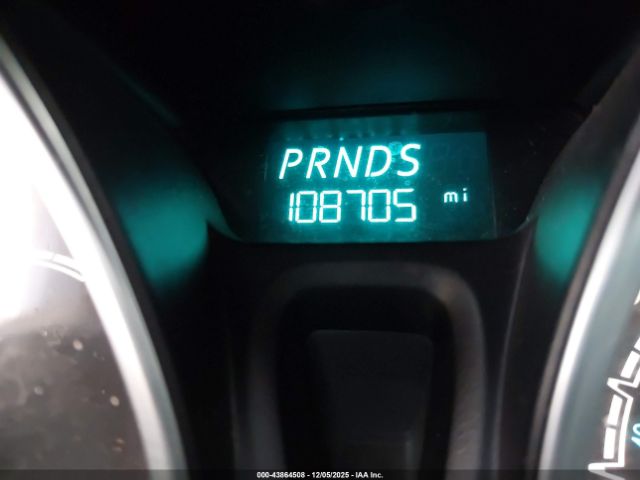 PRNDS
108705 mi
S
000-43864508 - 12/05/2025 - IAA Inc.